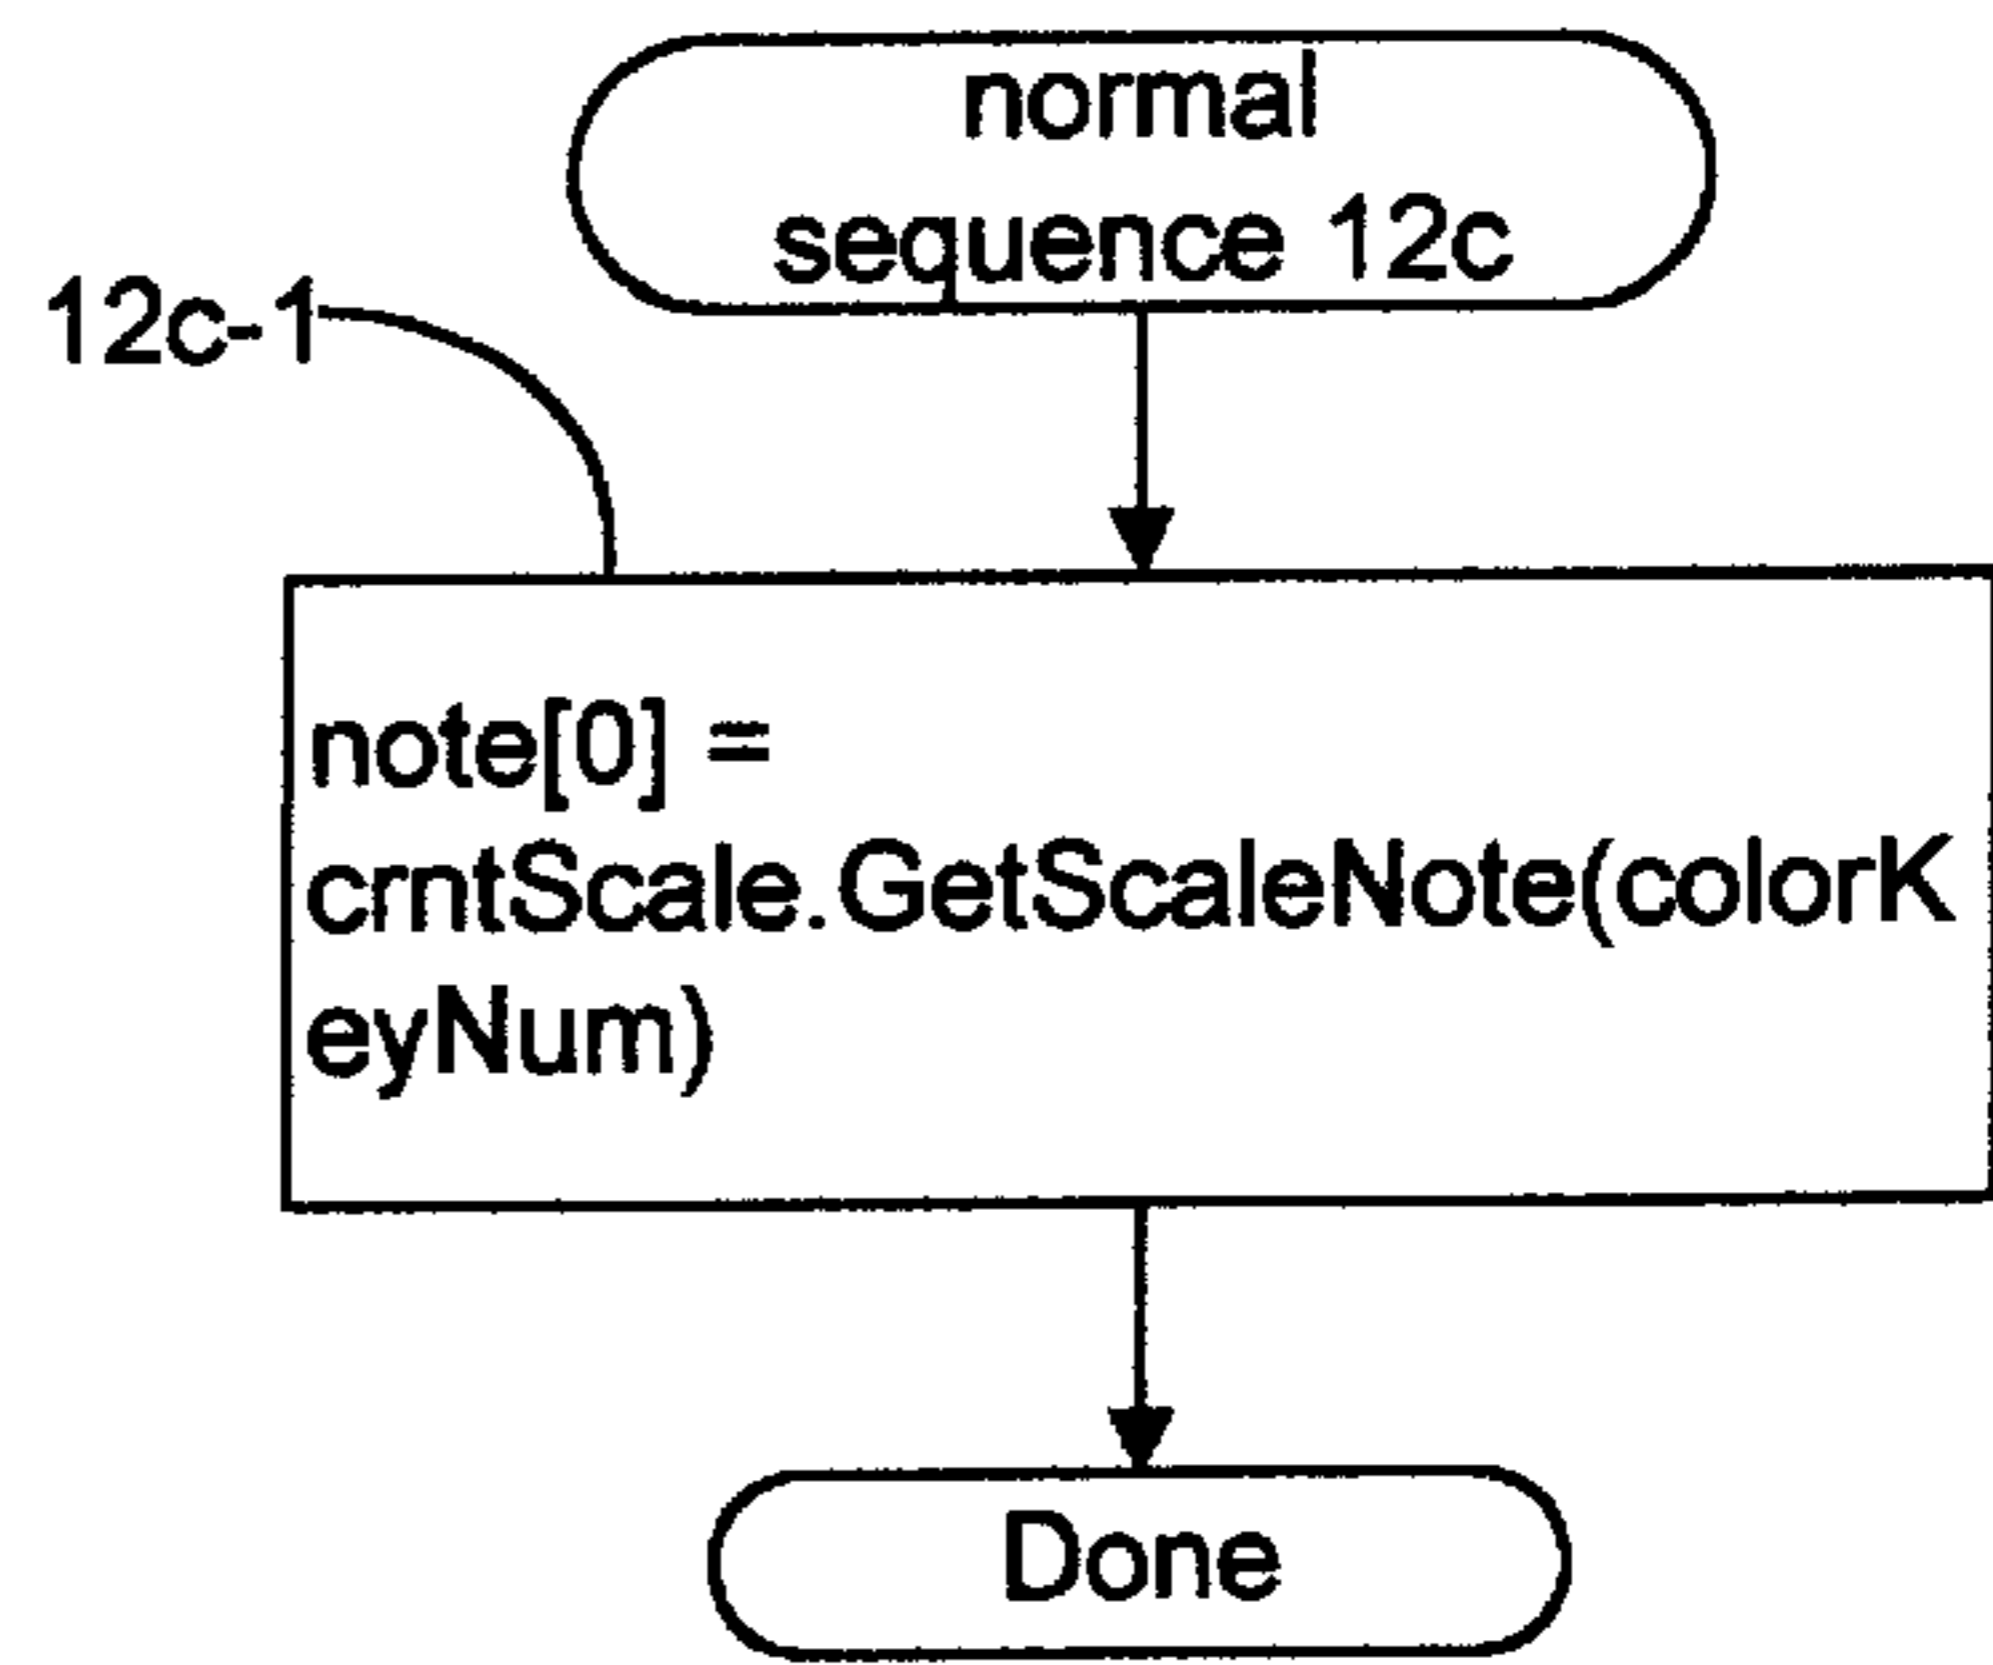 normal
sequence 12c
12c-1
note[0] =
crntScale.GetScaleNote(colorK
eyNum)
Done